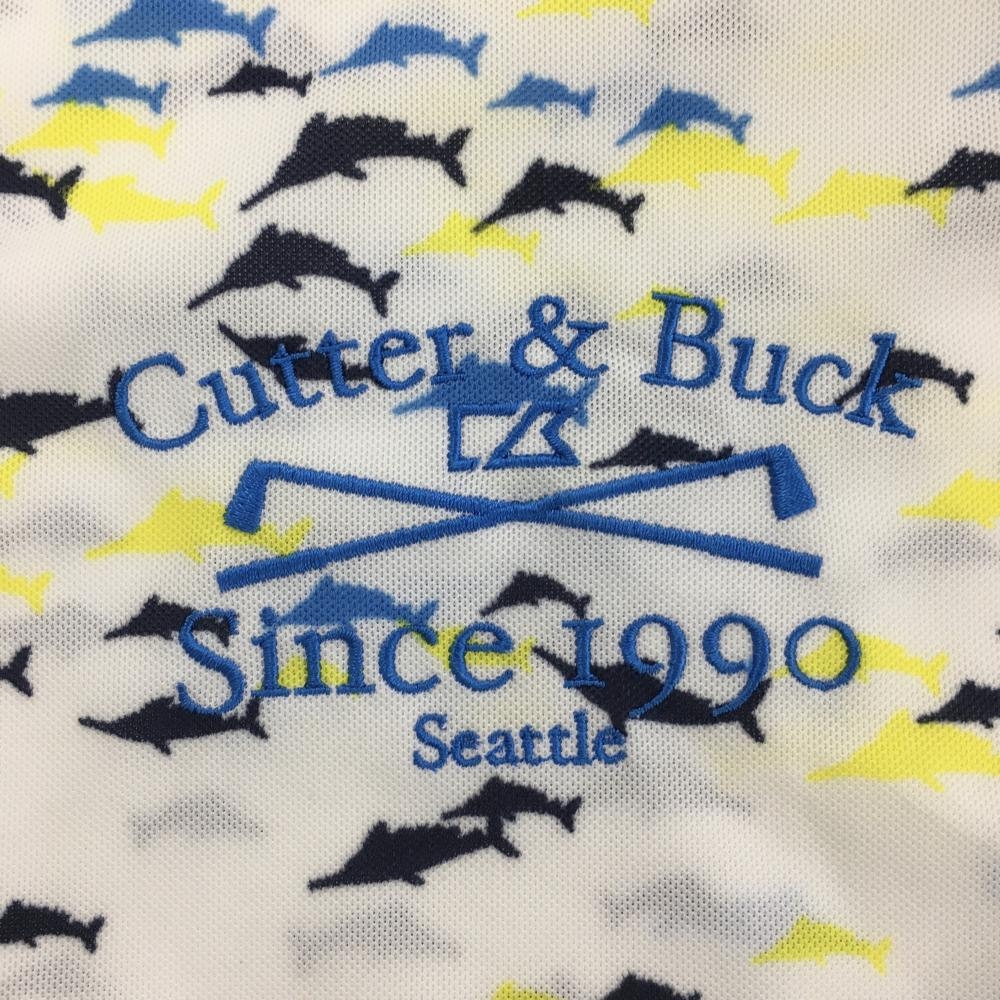 Cutter & Buck
Since 1990
Seattle